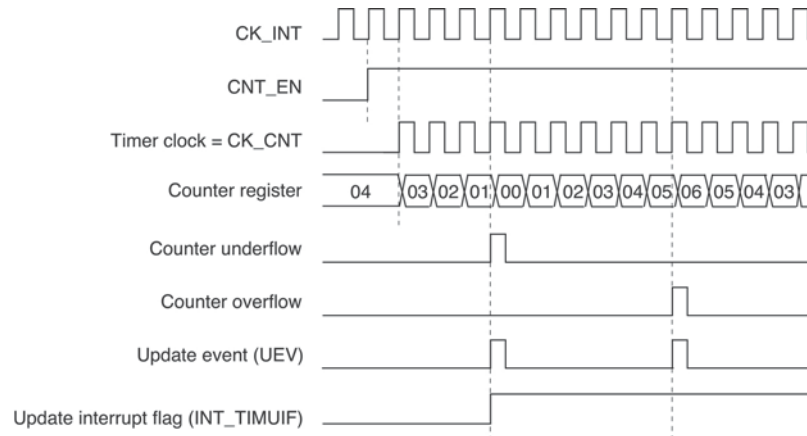 CK_INT
CNT_EN
Timer clock = CK_CNT
Counter register 04 03 02 01 00 01 02 03 04 05 06 05 04 03
Counter underflow
Counter overflow
Update event (UEV)
Update interrupt flag (INT_TIMUIF)